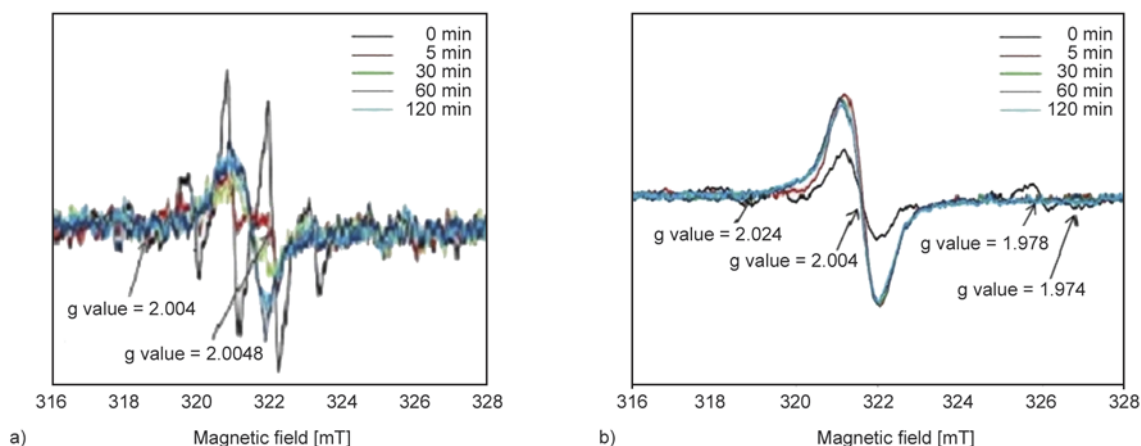 0 min
5 min
30 min
60 min
120 min
g value = 2.004
g value = 2.0048
316 318 320 322 324 326 328
a) Magnetic field [mT]
0 min
5 min
30 min
60 min
120 min
g value = 2.024
g value = 2.004
g value = 1.978
g value = 1.974
316 320 322 324 326 328
b) Magnetic field [mT]